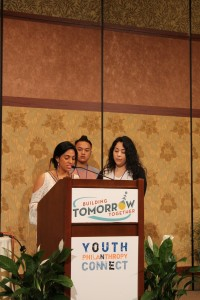 BUILDING
TOMORROW
TOGETHER
YOUTH
PHILANTHROPY
CONNECT